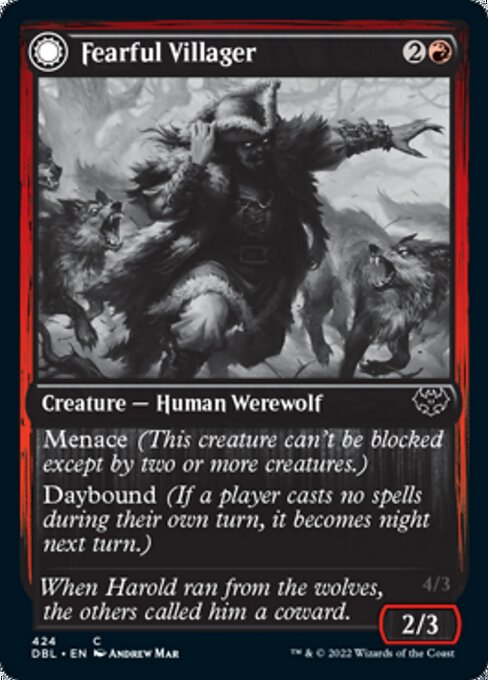 Fearful Villager 2
Creature — Human Werewolf
Menace (This creature can't be blocked
except by two or more creatures.)
Daybound (If a player casts no spells
during their own turn, it becomes night
next turn.)
When Harold ran from the wolves,
the others called him a coward.
4/3
2/3
424 C
DBL • EN Andrew Mar
™ & © 2022 Wizards of the Coast